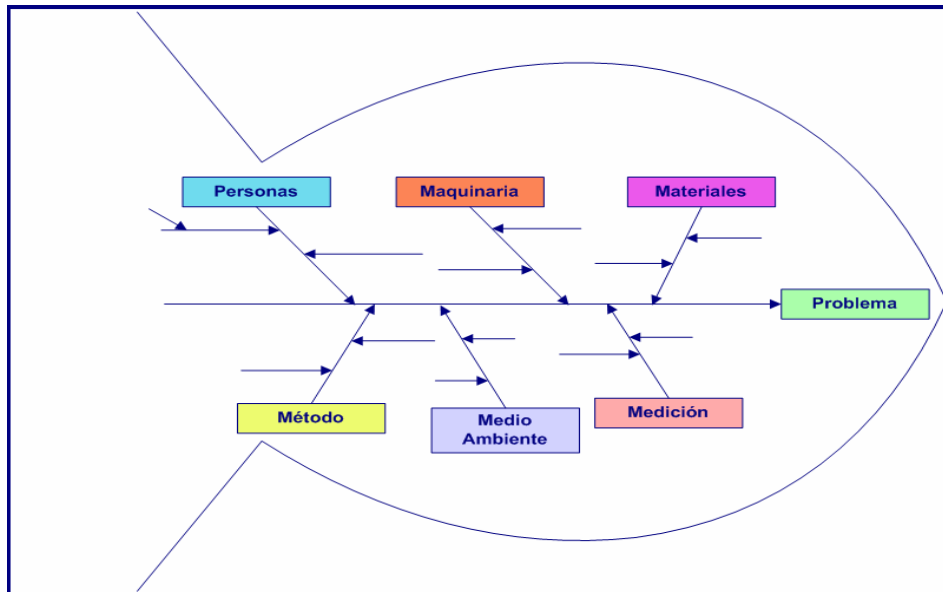 Personas
Maquinaria
Materiales
Problema
Método
Medio
Ambiente
Medición